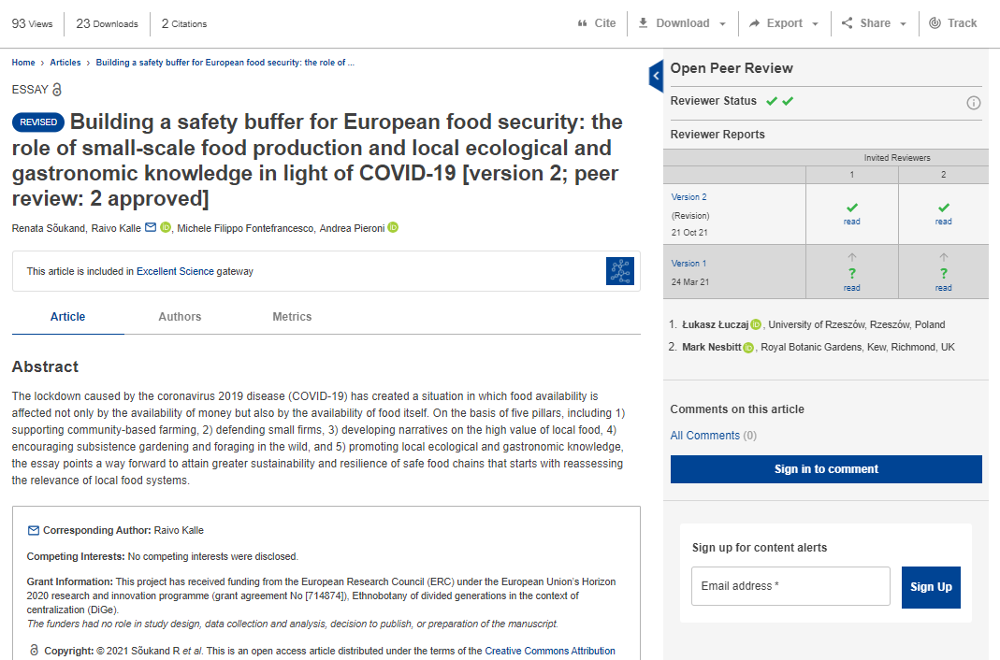 93 Views 23 Downloads 2 Citations
Cite Download Export Share Track
Home › Articles › Building a safety buffer for European food security: the role of ...
ESSAY
REVISED Building a safety buffer for European food security: the
role of small-scale food production and local ecological and
gastronomic knowledge in light of COVID-19 [version 2; peer
review: 2 approved]
Renata Sõukand, Raivo Kalle, Michele Filippo Fontefrancesco, Andrea Pieroni
This article is included in Excellent Science gateway
Article Authors Metrics
Abstract
The lockdown caused by the coronavirus 2019 disease (COVID-19) has created a situation in which food availability is
affected not only by the availability of money but also by the availability of food itself. On the basis of five pillars, including 1)
supporting community-based farming, 2) defending small firms, 3) developing narratives on the high value of local food, 4)
encouraging subsistence gardening and foraging in the wild, and 5) promoting local ecological and gastronomic knowledge,
the essay points a way forward to attain greater sustainability and resilience of safe food chains that starts with reassessing
the relevance of local food systems.
Corresponding Author: Raivo Kalle
Competing Interests: No competing interests were disclosed.
Grant Information: This project has received funding from the European Research Council (ERC) under the European Union's Horizon
2020 research and innovation programme (grant agreement No [714874]), Ethnobotany of divided generations in the context of
centralization (DiGe).
The funders had no role in study design, data collection and analysis, decision to publish, or preparation of the manuscript.
Copyright: © 2021 Sõukand R et al. This is an open access article distributed under the terms of the Creative Commons Attribution
Open Peer Review
Reviewer Status
Reviewer Reports
Invited Reviewers
1 2
Version 2
(Revision)
21 Oct 21
read read
Version 1
24 Mar 21
? ?
read read
1. Łukasz Łuczaj, University of Rzeszów, Rzeszów, Poland
2. Mark Nesbitt, Royal Botanic Gardens, Kew, Richmond, UK
Comments on this article
All Comments (0)
Sign in to comment
Sign up for content alerts
Email address *
Sign Up